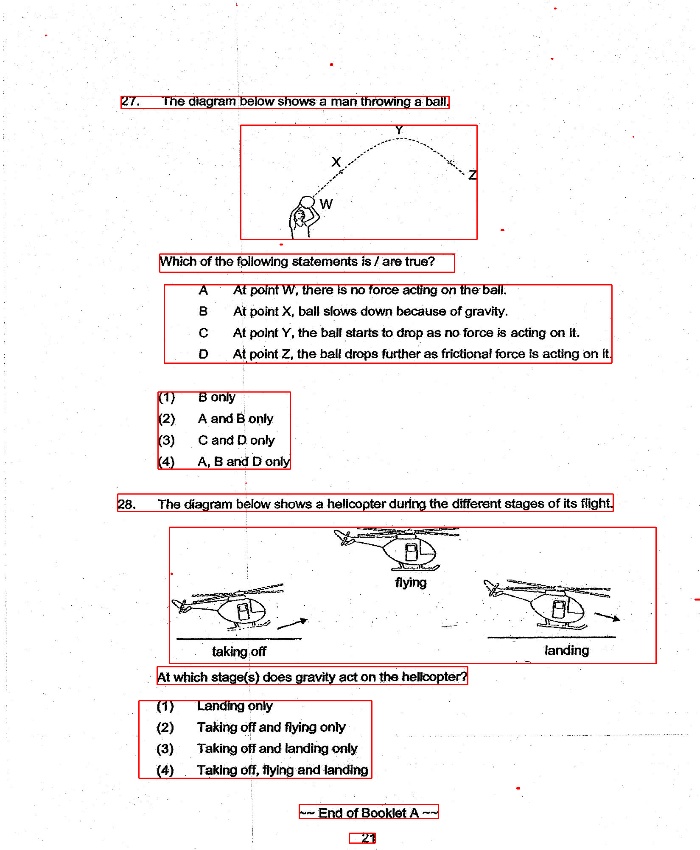 27. The diagram below shows a man throwing a ball.
Y
X
Z
W
Which of the following statements is / are true?
A At point W, there is no force acting on the ball.
B At point X, ball slows down because of gravity.
C At point Y, the ball starts to drop as no force is acting on it.
D At point Z, the ball drops further as frictional force is acting on it.
(1) B only
(2) A and B only
(3) C and D only
(4) A, B and D only
28. The diagram below shows a helicopter during the different stages of its flight.
flying
taking off
landing
At which stage(s) does gravity act on the helicopter?
(1) Landing only
(2) Taking off and flying only
(3) Taking off and landing only
(4) Taking off, flying and landing
~~ End of Booklet A ~~
21